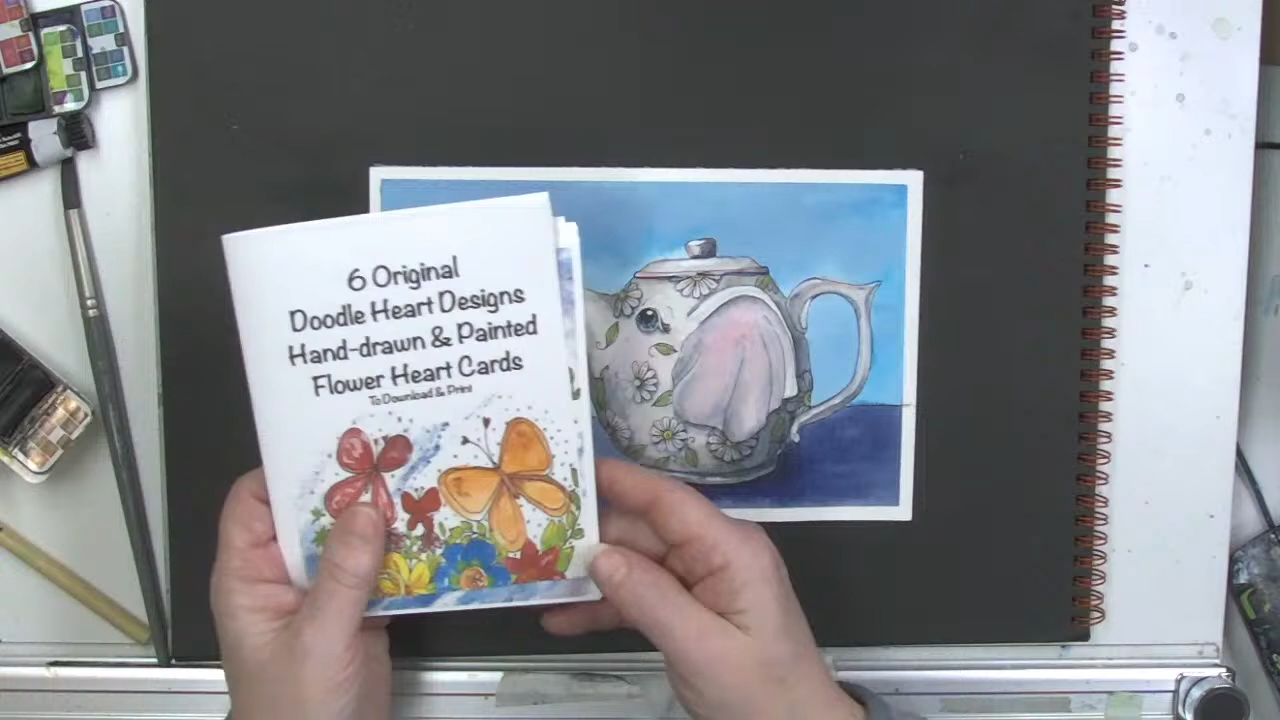 6 Original
Doodle Heart Designs
Hand-drawn & Painted
Flower Heart Cards
To Download & Print